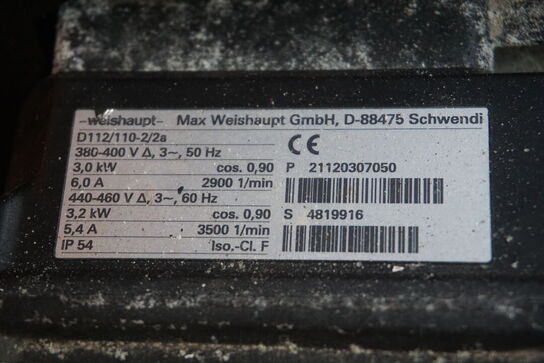 -weishaupt- Max Weishaupt GmbH, D-88475 Schwendi
D112/110-2/2a
380-400 V Δ, 3~, 50 Hz
3,0 kW cos. 0,90 P 21120307050
6,0 A 2900 1/min
440-460 V Δ, 3~, 60 Hz
3,2 kW cos. 0,90 S 4819916
5,4 A 3500 1/min
IP 54 Iso.-Cl. F
CE